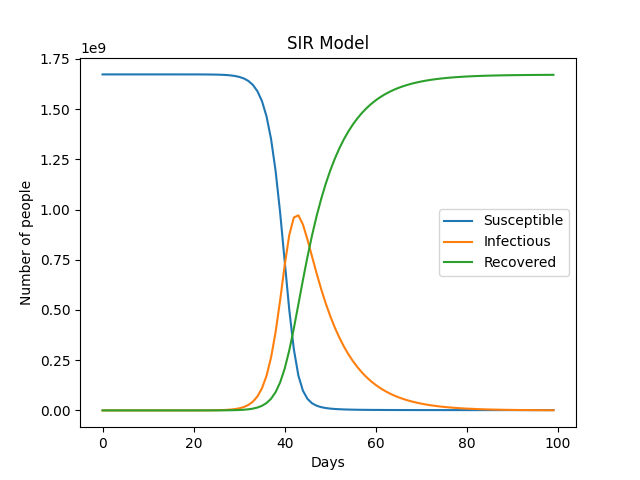 SIR Model
1e9
1.75
1.50
1.25
1.00
0.75
0.50
0.25
0.00
Number of people
Susceptible
Infectious
Recovered
0 20 40 60 80 100
Days